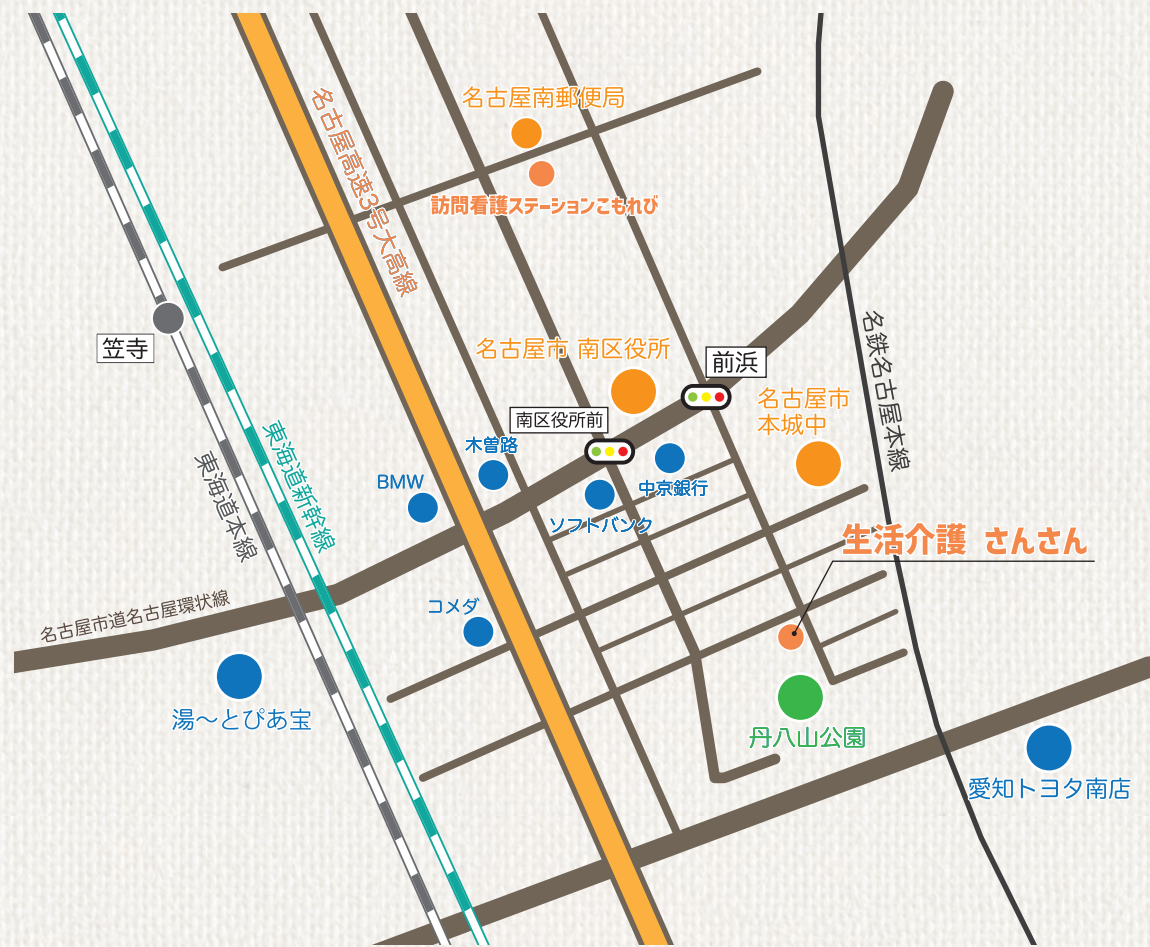 名古屋南郵便局
名古屋高速3号大高線
訪問看護ステーションこもれび
笠寺
名古屋市 南区役所
前浜
名鉄名古屋本線
名古屋市
本城中
南区役所前
木曽路
BMW
中京銀行
ソフトバンク
東海道新幹線
東海道本線
生活介護 さんさん
名古屋市道名古屋環状線
コメダ
湯〜とぴあ宝
丹八山公園
愛知トヨタ南店